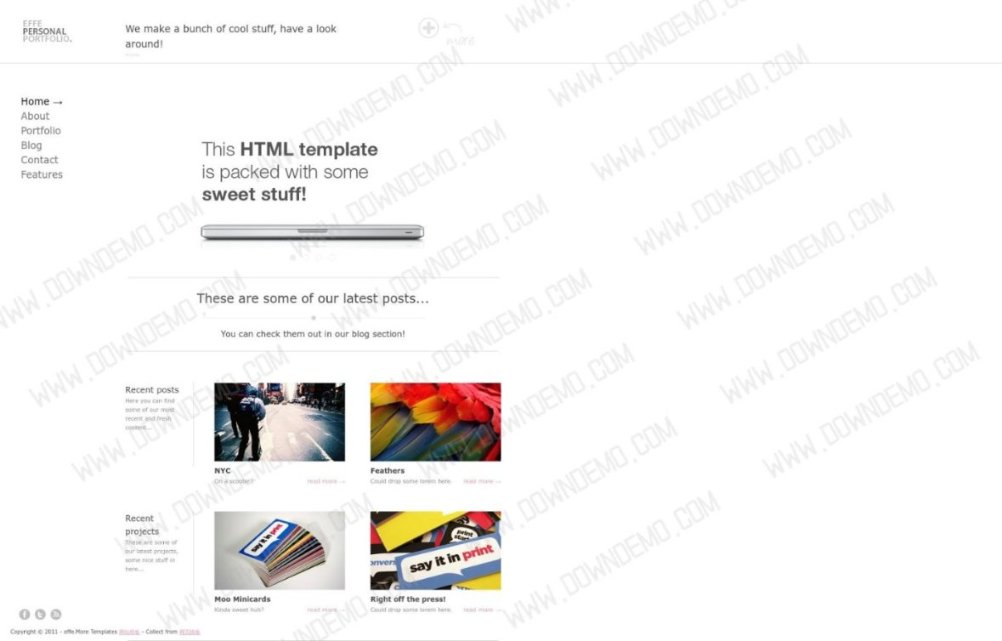 EFFE
PERSONAL
PORTFOLIO.
We make a bunch of cool stuff, have a look
around!
more
Home →
About
Portfolio
Blog
Contact
Features
This HTML template
is packed with some
sweet stuff!
These are some of our latest posts...
You can check them out in our blog section!
Recent posts
Here you can find
some of our most
recent and fresh
content...
NYC
On a scooter?
read more →
Feathers
Could drop some lorem here.
read more →
Recent
projects
These are some of
our latest projects,
some nice stuff in
here...
say it in print
Moo Minicards
Kinda sweet huh?
read more →
say it in print
Right off the press!
Could drop some lorem here.
read more →
Copyright © 2011 - effe More Templates
- Collect from
WWW.DOWNDEMO.COM